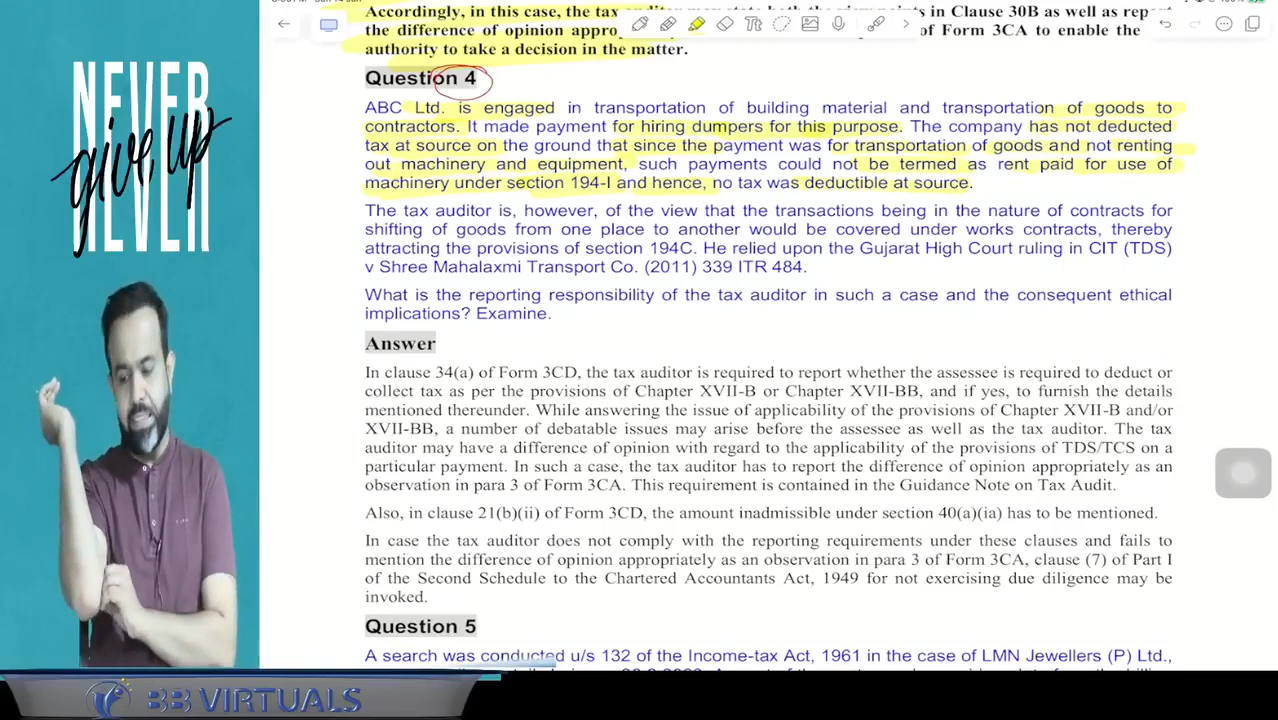 Accordingly, in this case, the tax auditor may state both the view points in Clause 30B as well as report
the difference of opinion approp of Form 3CA to enable the
authority to take a decision in the matter.
Question 4
ABC Ltd. is engaged in transportation of building material and transportation of goods to
contractors. It made payment for hiring dumpers for this purpose. The company has not deducted
tax at source on the ground that since the payment was for transportation of goods and not renting
out machinery and equipment, such payments could not be termed as rent paid for use of
machinery under section 194-I and hence, no tax was deductible at source.
The tax auditor is, however, of the view that the transactions being in the nature of contracts for
shifting of goods from one place to another would be covered under works contracts, thereby
attracting the provisions of section 194C. He relied upon the Gujarat High Court ruling in CIT (TDS)
v Shree Mahalaxmi Transport Co. (2011) 339 ITR 484.
What is the reporting responsibility of the tax auditor in such a case and the consequent ethical
implications? Examine.
Answer
In clause 34(a) of Form 3CD, the tax auditor is required to report whether the assessee is required to deduct or
collect tax as per the provisions of Chapter XVII-B or Chapter XVII-BB, and if yes, to furnish the details
mentioned thereunder. While answering the issue of applicability of the provisions of Chapter XVII-B and/or
XVII-BB, a number of debatable issues may arise before the assessee as well as the tax auditor. The tax
auditor may have a difference of opinion with regard to the applicability of the provisions of TDS/TCS on a
particular payment. In such a case, the tax auditor has to report the difference of opinion appropriately as an
observation in para 3 of Form 3CA. This requirement is contained in the Guidance Note on Tax Audit.
Also, in clause 21(b)(ii) of Form 3CD, the amount inadmissible under section 40(a)(ia) has to be mentioned.
In case the tax auditor does not comply with the reporting requirements under these clauses and fails to
mention the difference of opinion appropriately as an observation in para 3 of Form 3CA, clause (7) of Part I
of the Second Schedule to the Chartered Accountants Act, 1949 for not exercising due diligence may be
invoked.
Question 5
A search was conducted u/s 132 of the Income-tax Act, 1961 in the case of LMN Jewellers (P) Ltd.,
NEVER
give up
NEVER
BB VIRTUALS